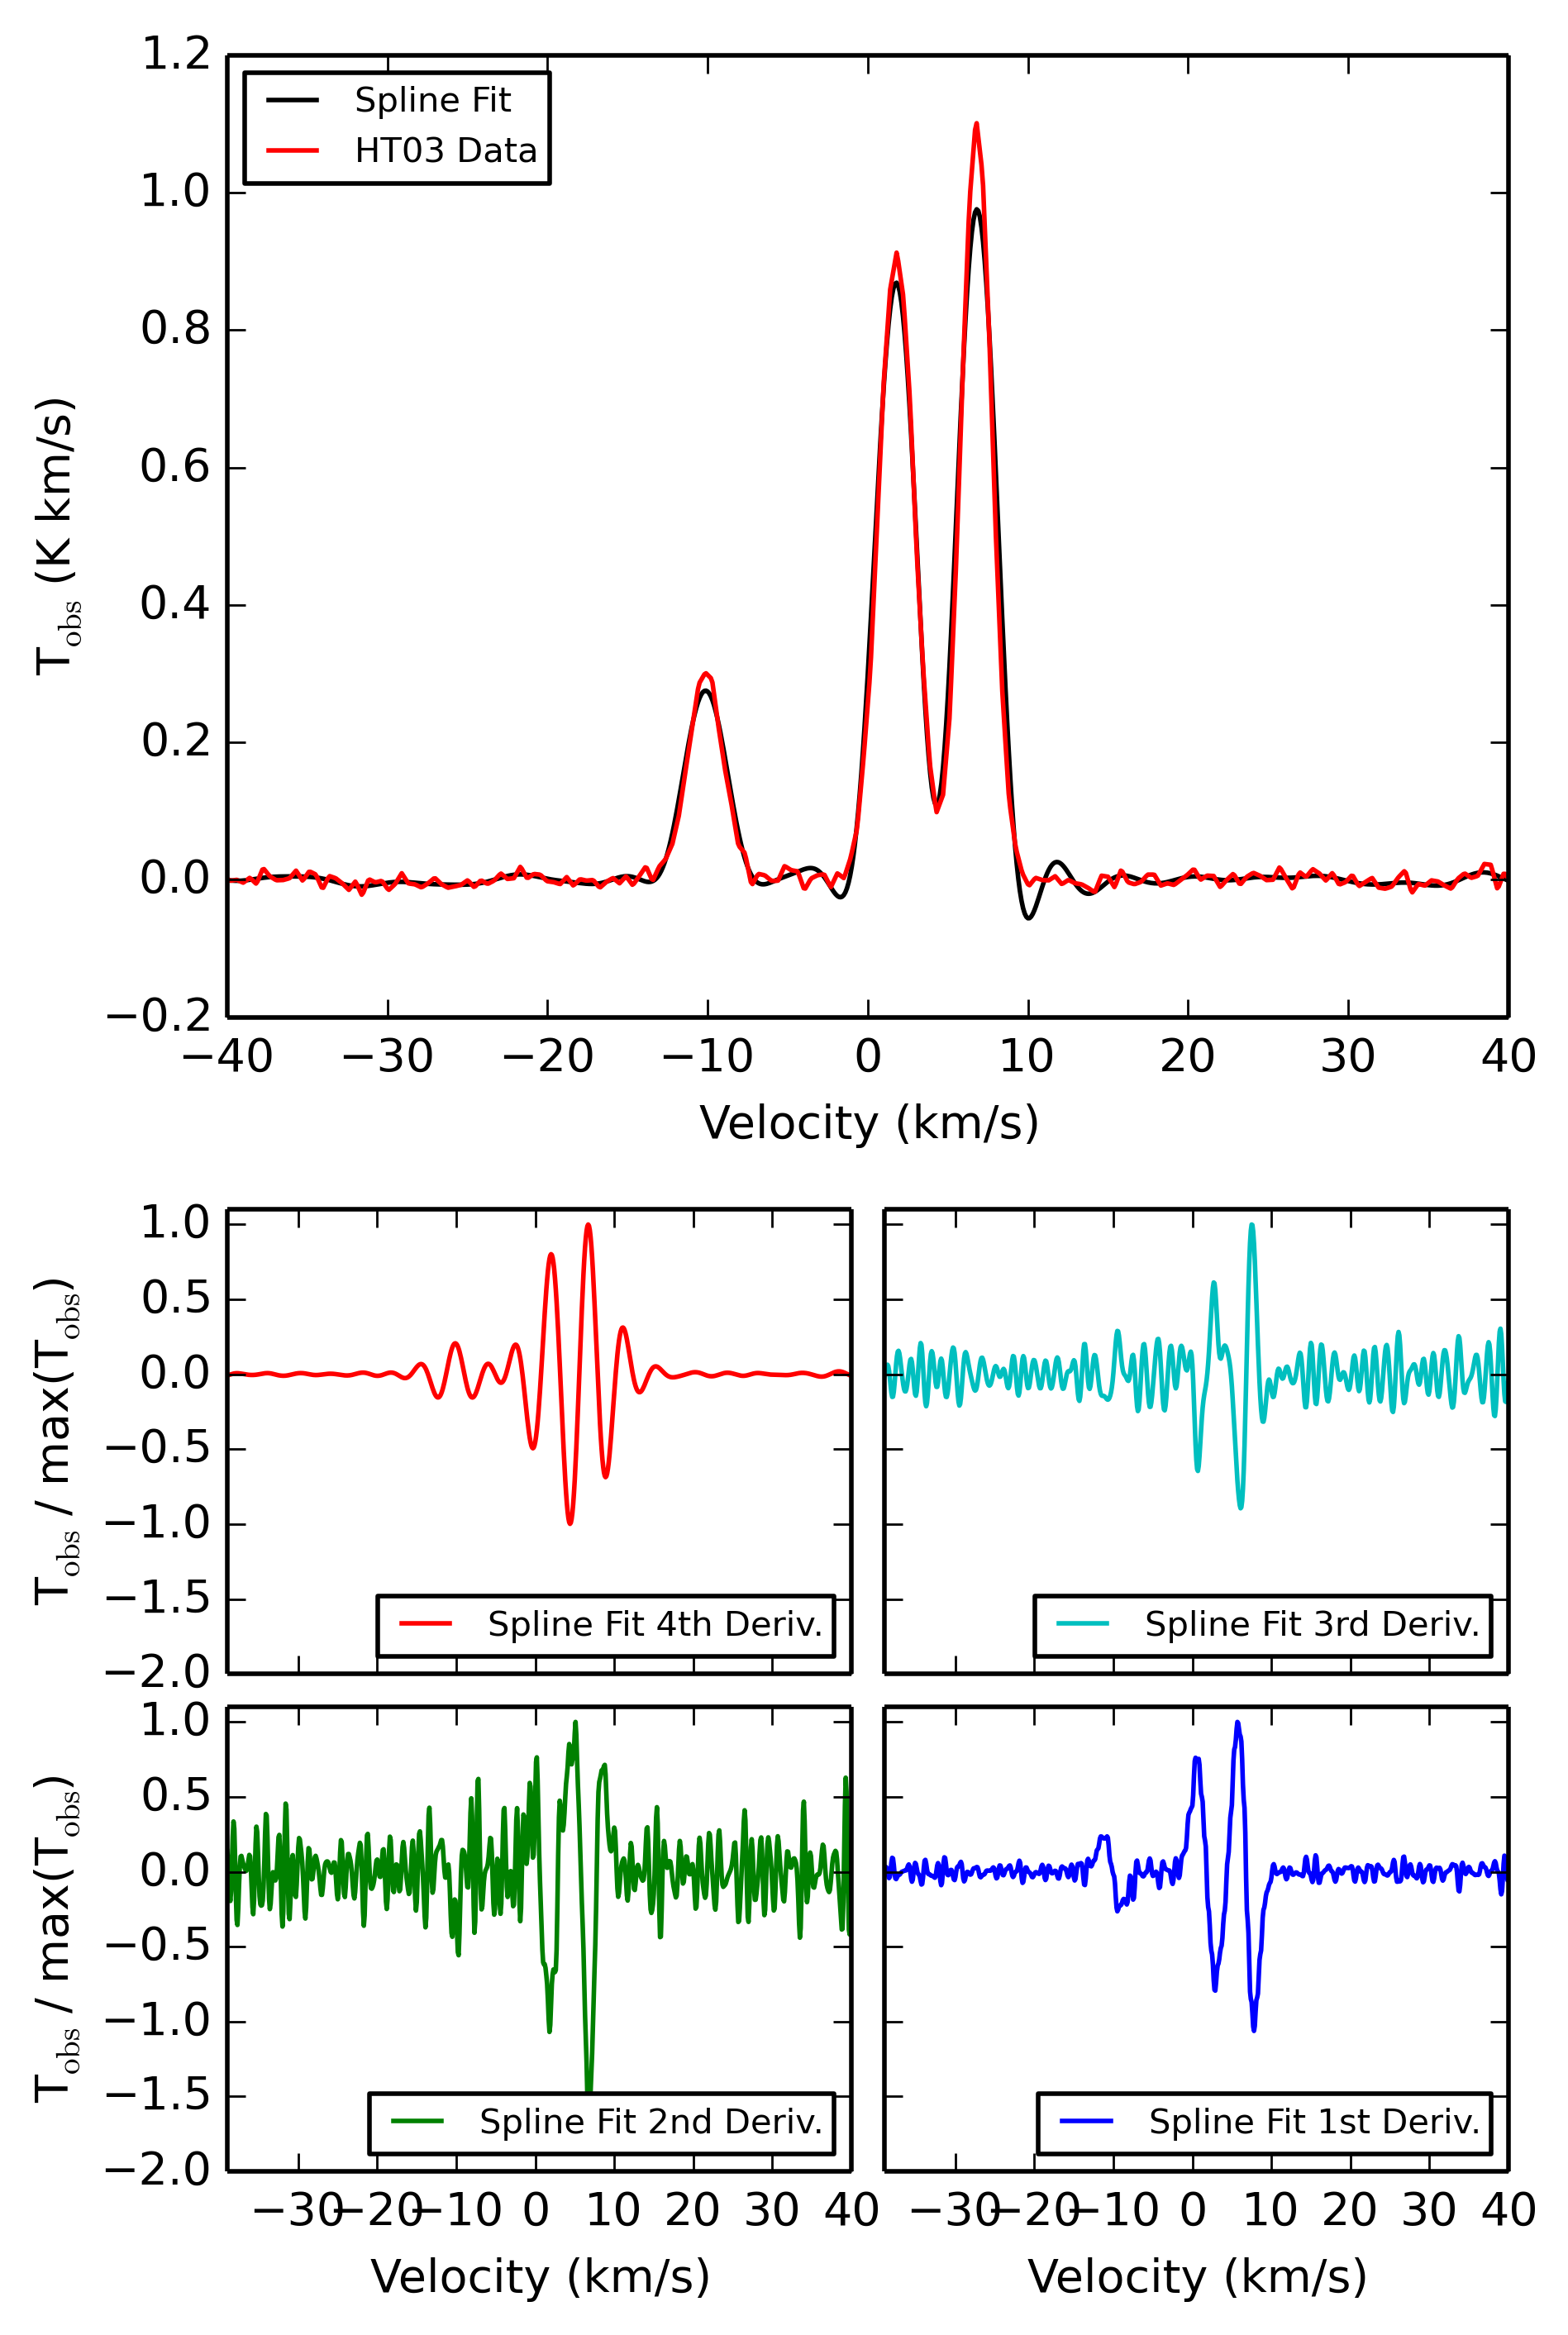 1.2
1.0
0.8
0.6
0.4
0.2
0.0
−0.2
T_obs (K km/s)
Spline Fit
HT03 Data
−40 −30 −20 −10 0 10 20 30 40
Velocity (km/s)
1.0
0.5
0.0
−0.5
−1.0
−1.5
−2.0
T_obs / max(T_obs)
Spline Fit 4th Deriv.
Spline Fit 3rd Deriv.
1.0
0.5
0.0
−0.5
−1.0
−1.5
−2.0
T_obs / max(T_obs)
Spline Fit 2nd Deriv.
Spline Fit 1st Deriv.
−30 −20 −10 0 10 20 30 40
−30 −20 −10 0 10 20 30 40
Velocity (km/s)
Velocity (km/s)